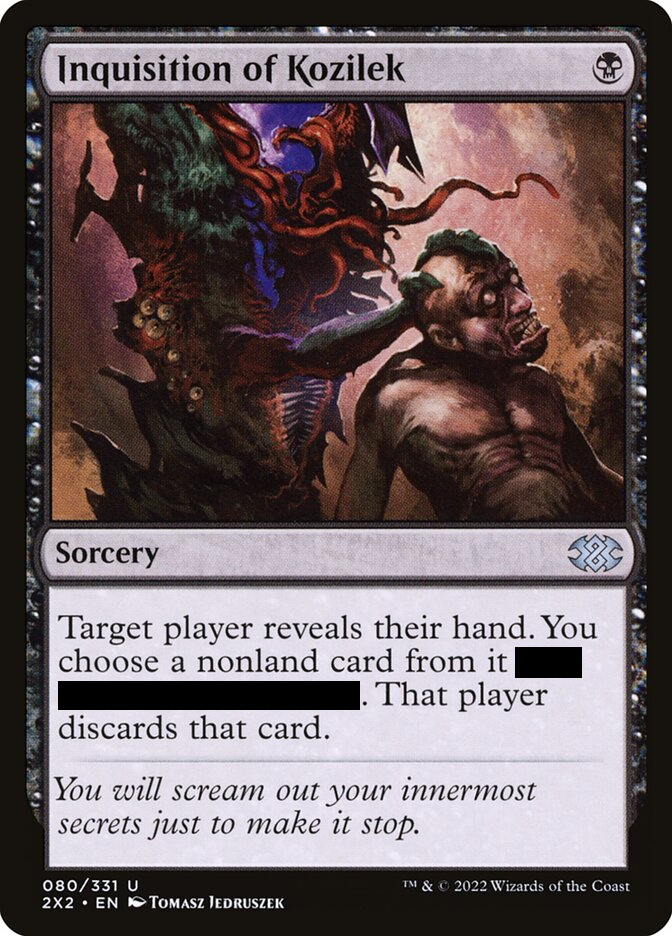 Inquisition of Kozilek
Sorcery
Target player reveals their hand. You
choose a nonland card from it
. That player
discards that card.
You will scream out your innermost
secrets just to make it stop.
080/331 U
2X2 • EN Tomasz Jedruszek
™ & © 2022 Wizards of the Coast